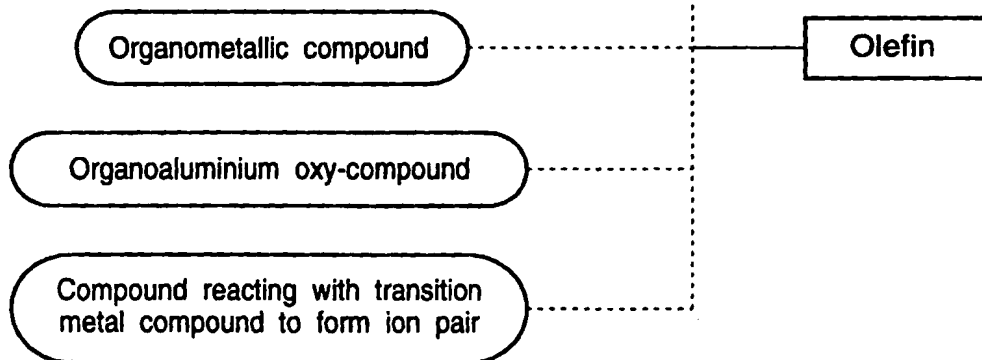 Organometallic compound
Olefin
Organoaluminium oxy-compound
Compound reacting with transition
metal compound to form ion pair